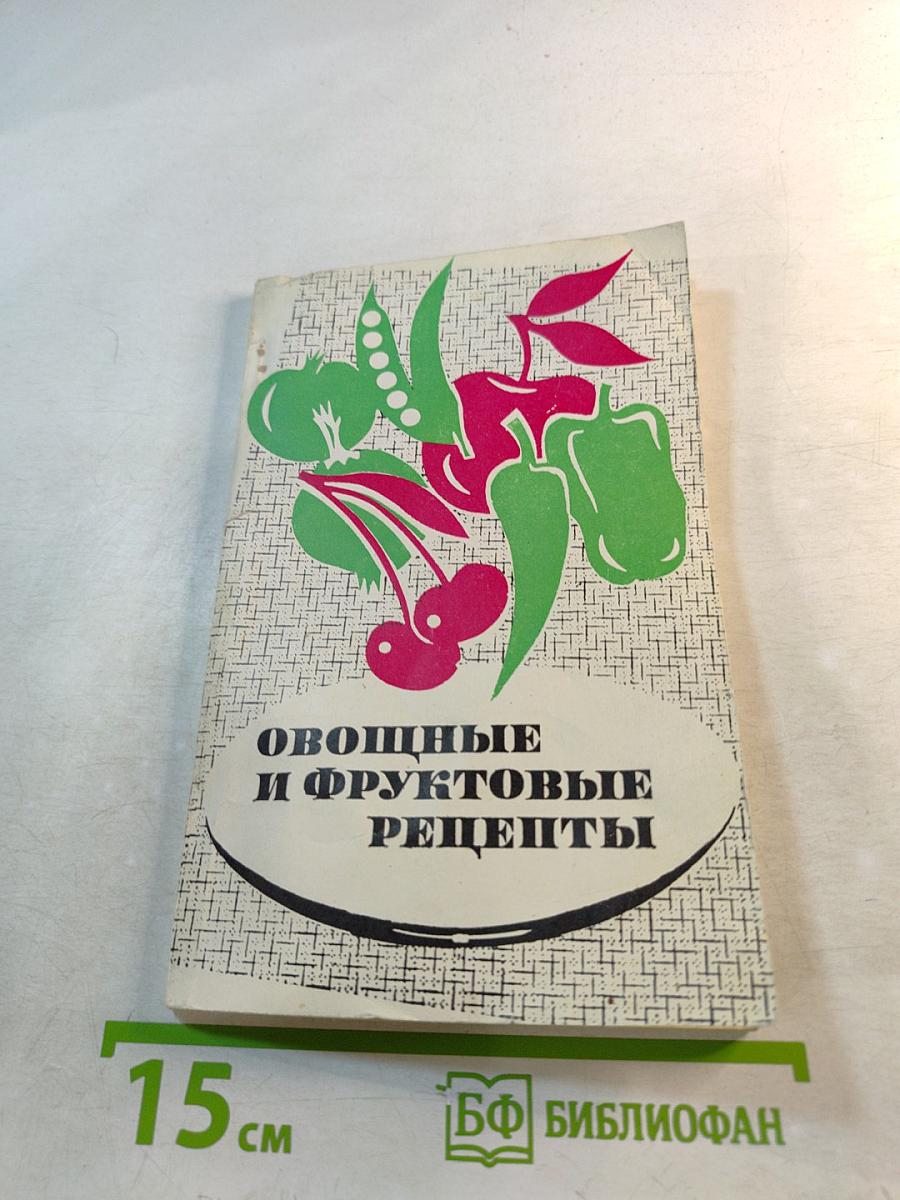 ОВОЩНЫЕ
И ФРУКТОВЫЕ
РЕЦЕПТЫ
15 см
БФ БИБЛИОФАН